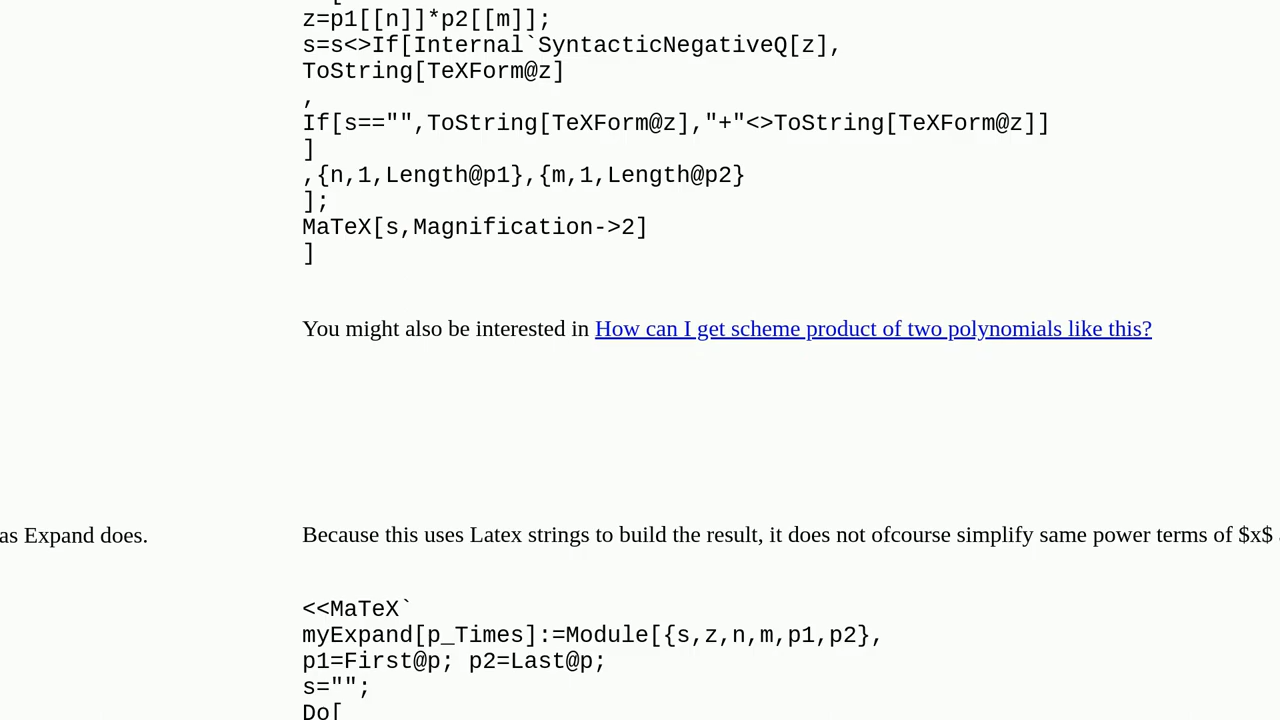 z=p1[[n]]*p2[[m]];
s=s<>If[Internal`SyntacticNegativeQ[z],
ToString[TeXForm@z]
,
If[s=="",ToString[TeXForm@z],"+"<>ToString[TeXForm@z]]
]
,{n,1,Length@p1},{m,1,Length@p2}
];
MaTeX[s,Magnification->2]
]
You might also be interested in How can I get scheme product of two polynomials like this?
as Expand does.
Because this uses Latex strings to build the result, it does not ofcourse simplify same power terms of $x$
<<MaTeX`
myExpand[p_Times]:=Module[{s,z,n,m,p1,p2},
p1=First@p; p2=Last@p;
s="";
Do[